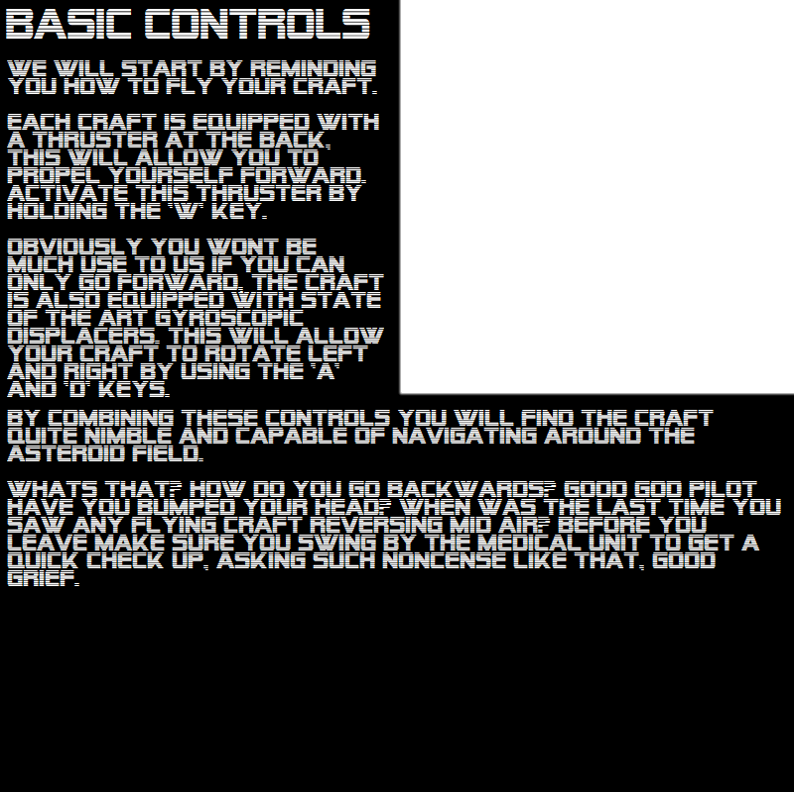 BASIC CONTROLS
WE WILL START BY REMINDING
YOU HOW TO FLY YOUR CRAFT.
EACH CRAFT IS EQUIPPED WITH
A THRUSTER AT THE BACK,
THIS WILL ALLOW YOU TO
PROPEL YOURSELF FORWARD.
ACTIVATE THIS THRUSTER BY
HOLDING THE 'W' KEY.
OBVIOUSLY YOU WONT BE
MUCH USE TO US IF YOU CAN
ONLY GO FORWARD. THE CRAFT
IS ALSO EQUIPPED WITH STATE
OF THE ART GYROSCOPIC
DISPLACERS. THIS WILL ALLOW
YOUR CRAFT TO ROTATE LEFT
AND RIGHT BY USING THE 'A'
AND 'D' KEYS.
BY COMBINING THESE CONTROLS YOU WILL FIND THE CRAFT
QUITE NIMBLE AND CAPABLE OF NAVIGATING AROUND THE
ASTEROID FIELD.
WHATS THAT? HOW DO YOU GO BACKWARDS? GOOD GOD PILOT
HAVE YOU BUMPED YOUR HEAD? WHEN WAS THE LAST TIME YOU
SAW ANY FLYING CRAFT REVERSING MID AIR? BEFORE YOU
LEAVE MAKE SURE YOU SWING BY THE MEDICAL UNIT TO GET A
QUICK CHECK UP, ASKING SUCH NONCENSE LIKE THAT, GOOD
GRIEF.